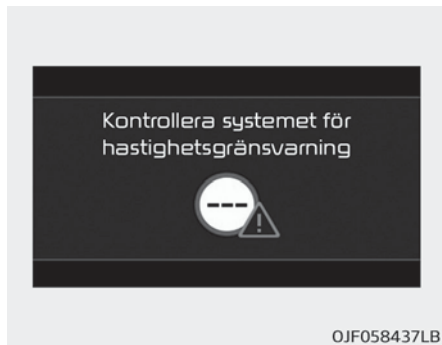 Kontrollera systemet för
hastighetsgränsvarning
---
OJF058437LB